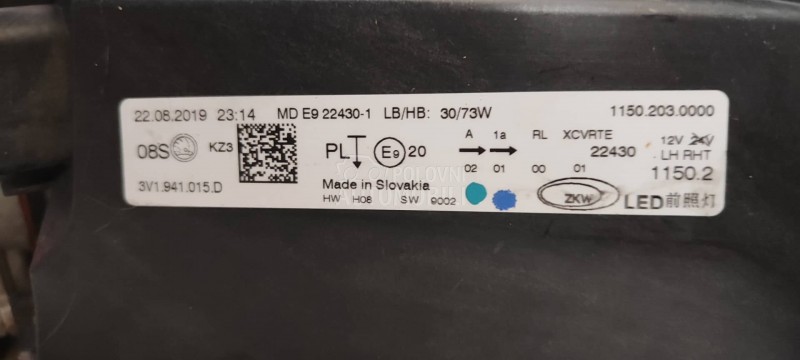 22.08.2019 23:14 MD E9 22430-1 LB/HB: 30/73W 1150.203.0000
08S KZ3 PL E9 20 A 1a RL XCVRTE 12V 24V
02 01 00 01 22430 LH RHT
3V1.941.015.D Made in Slovakia ZKW 1150.2
HW H08 SW 9002 LED前照灯